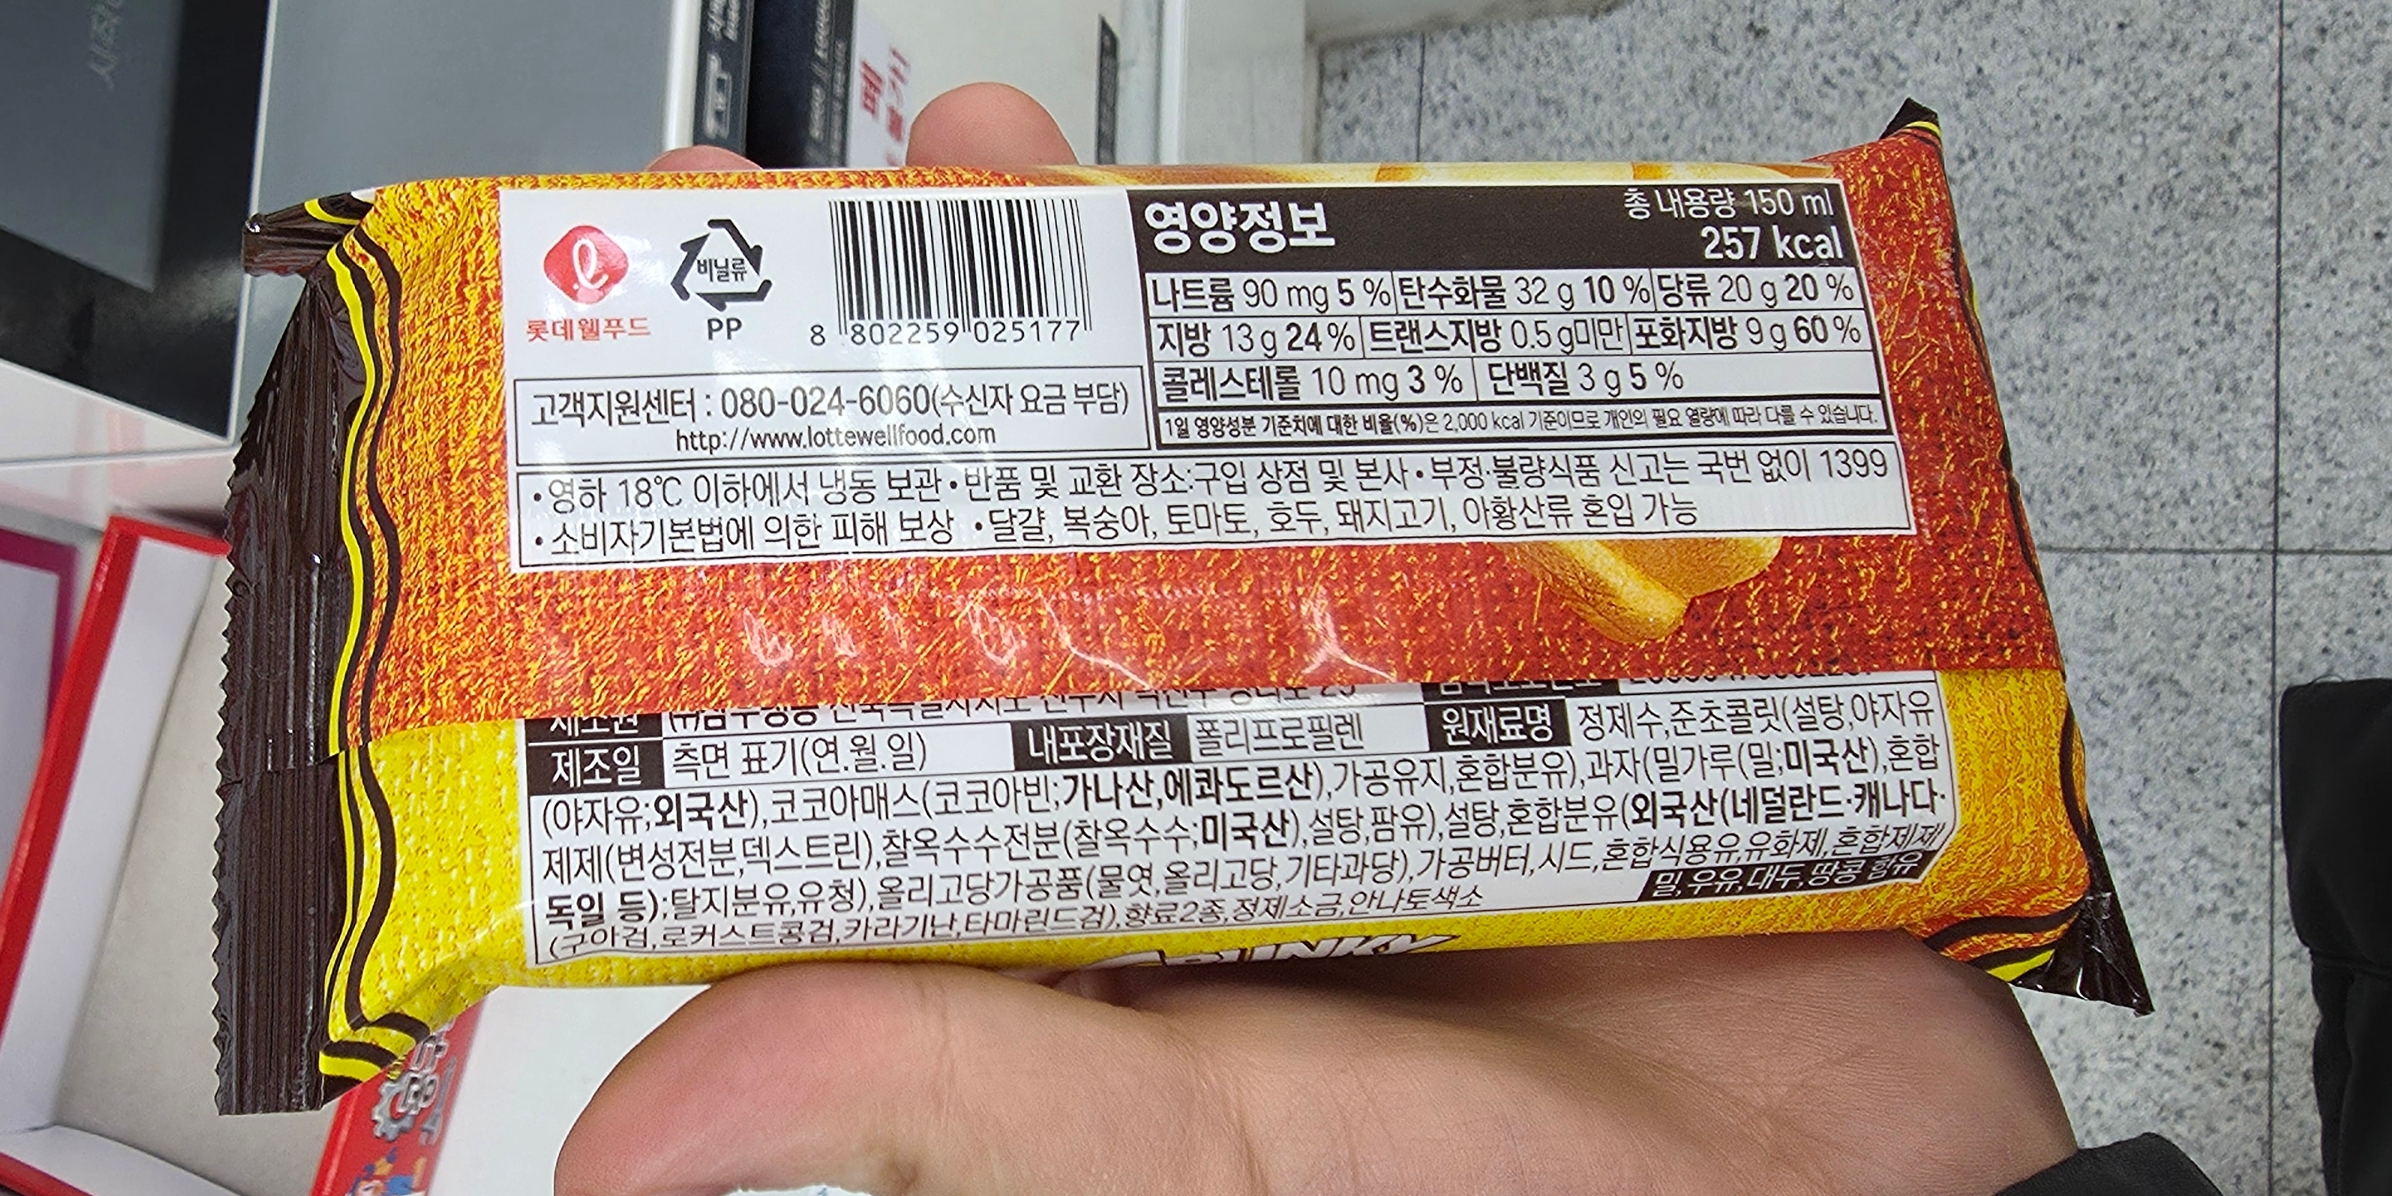 비닐류
PP
롯데웰푸드
8 802259 025177
고객지원센터 : 080-024-6060(수신자 요금 부담)
http://www.lottewellfood.com
영양정보
총 내용량 150 ml
257 kcal
나트륨 90 mg 5 % 탄수화물 32 g 10 % 당류 20 g 20 %
지방 13 g 24 % 트랜스지방 0.5 g미만 포화지방 9 g 60 %
콜레스테롤 10 mg 3 % 단백질 3 g 5 %
1일 영양성분 기준치에 대한 비율(%)은 2,000 kcal 기준이므로 개인의 필요 열량에 따라 다를 수 있습니다.
•영하 18℃ 이하에서 냉동 보관 •반품 및 교환 장소:구입 상점 및 본사 •부정·불량식품 신고는 국번 없이 1399
•소비자기본법에 의한 피해 보상 •달걀, 복숭아, 토마토, 호두, 돼지고기, 아황산류 혼입 가능
제조원
제조일 측면 표기(연.월.일) 내포장재질 폴리프로필렌 원재료명 정제수,준초콜릿(설탕,야자유
(야자유;외국산),코코아매스(코코아빈;가나산,에콰도르산),가공유지,혼합분유),과자(밀가루(밀;미국산),혼합
제제(변성전분,덱스트린),찰옥수수전분(찰옥수수;미국산),설탕,팜유),설탕,혼합분유(외국산(네덜란드·캐나다·
독일 등);탈지분유,유청),올리고당가공품(물엿,올리고당,기타과당),가공버터,시드,혼합식용유,유화제,혼합제제
(구아검,로커스트콩검,카라기난,타마린드검),향료2종,정제소금,안나토색소
밀, 우유, 대두, 땅콩 함유